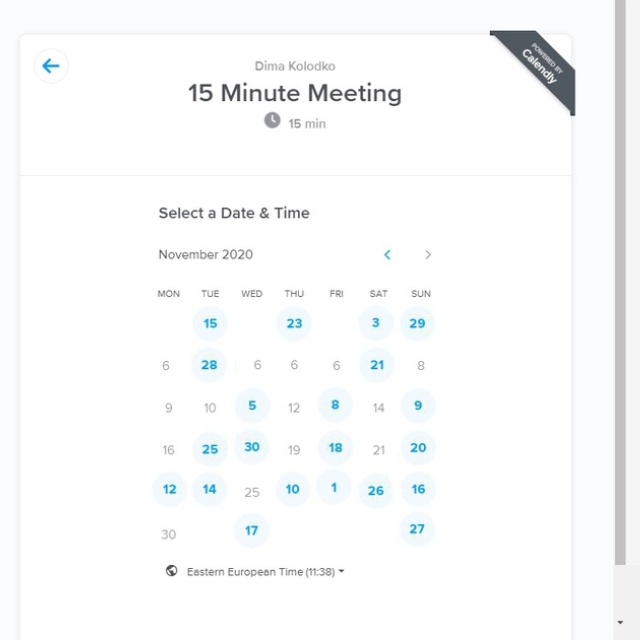 POWERED BY
Calendly
Dima Kolodko
15 Minute Meeting
15 min
Select a Date & Time
November 2020
MON TUE WED THU FRI SAT SUN
15 23 3 29
6 28 6 6 6 21 8
9 10 5 12 8 14 9
16 25 30 19 18 21 20
12 14 25 10 1 26 16
30 17 27
Eastern European Time (11:38)